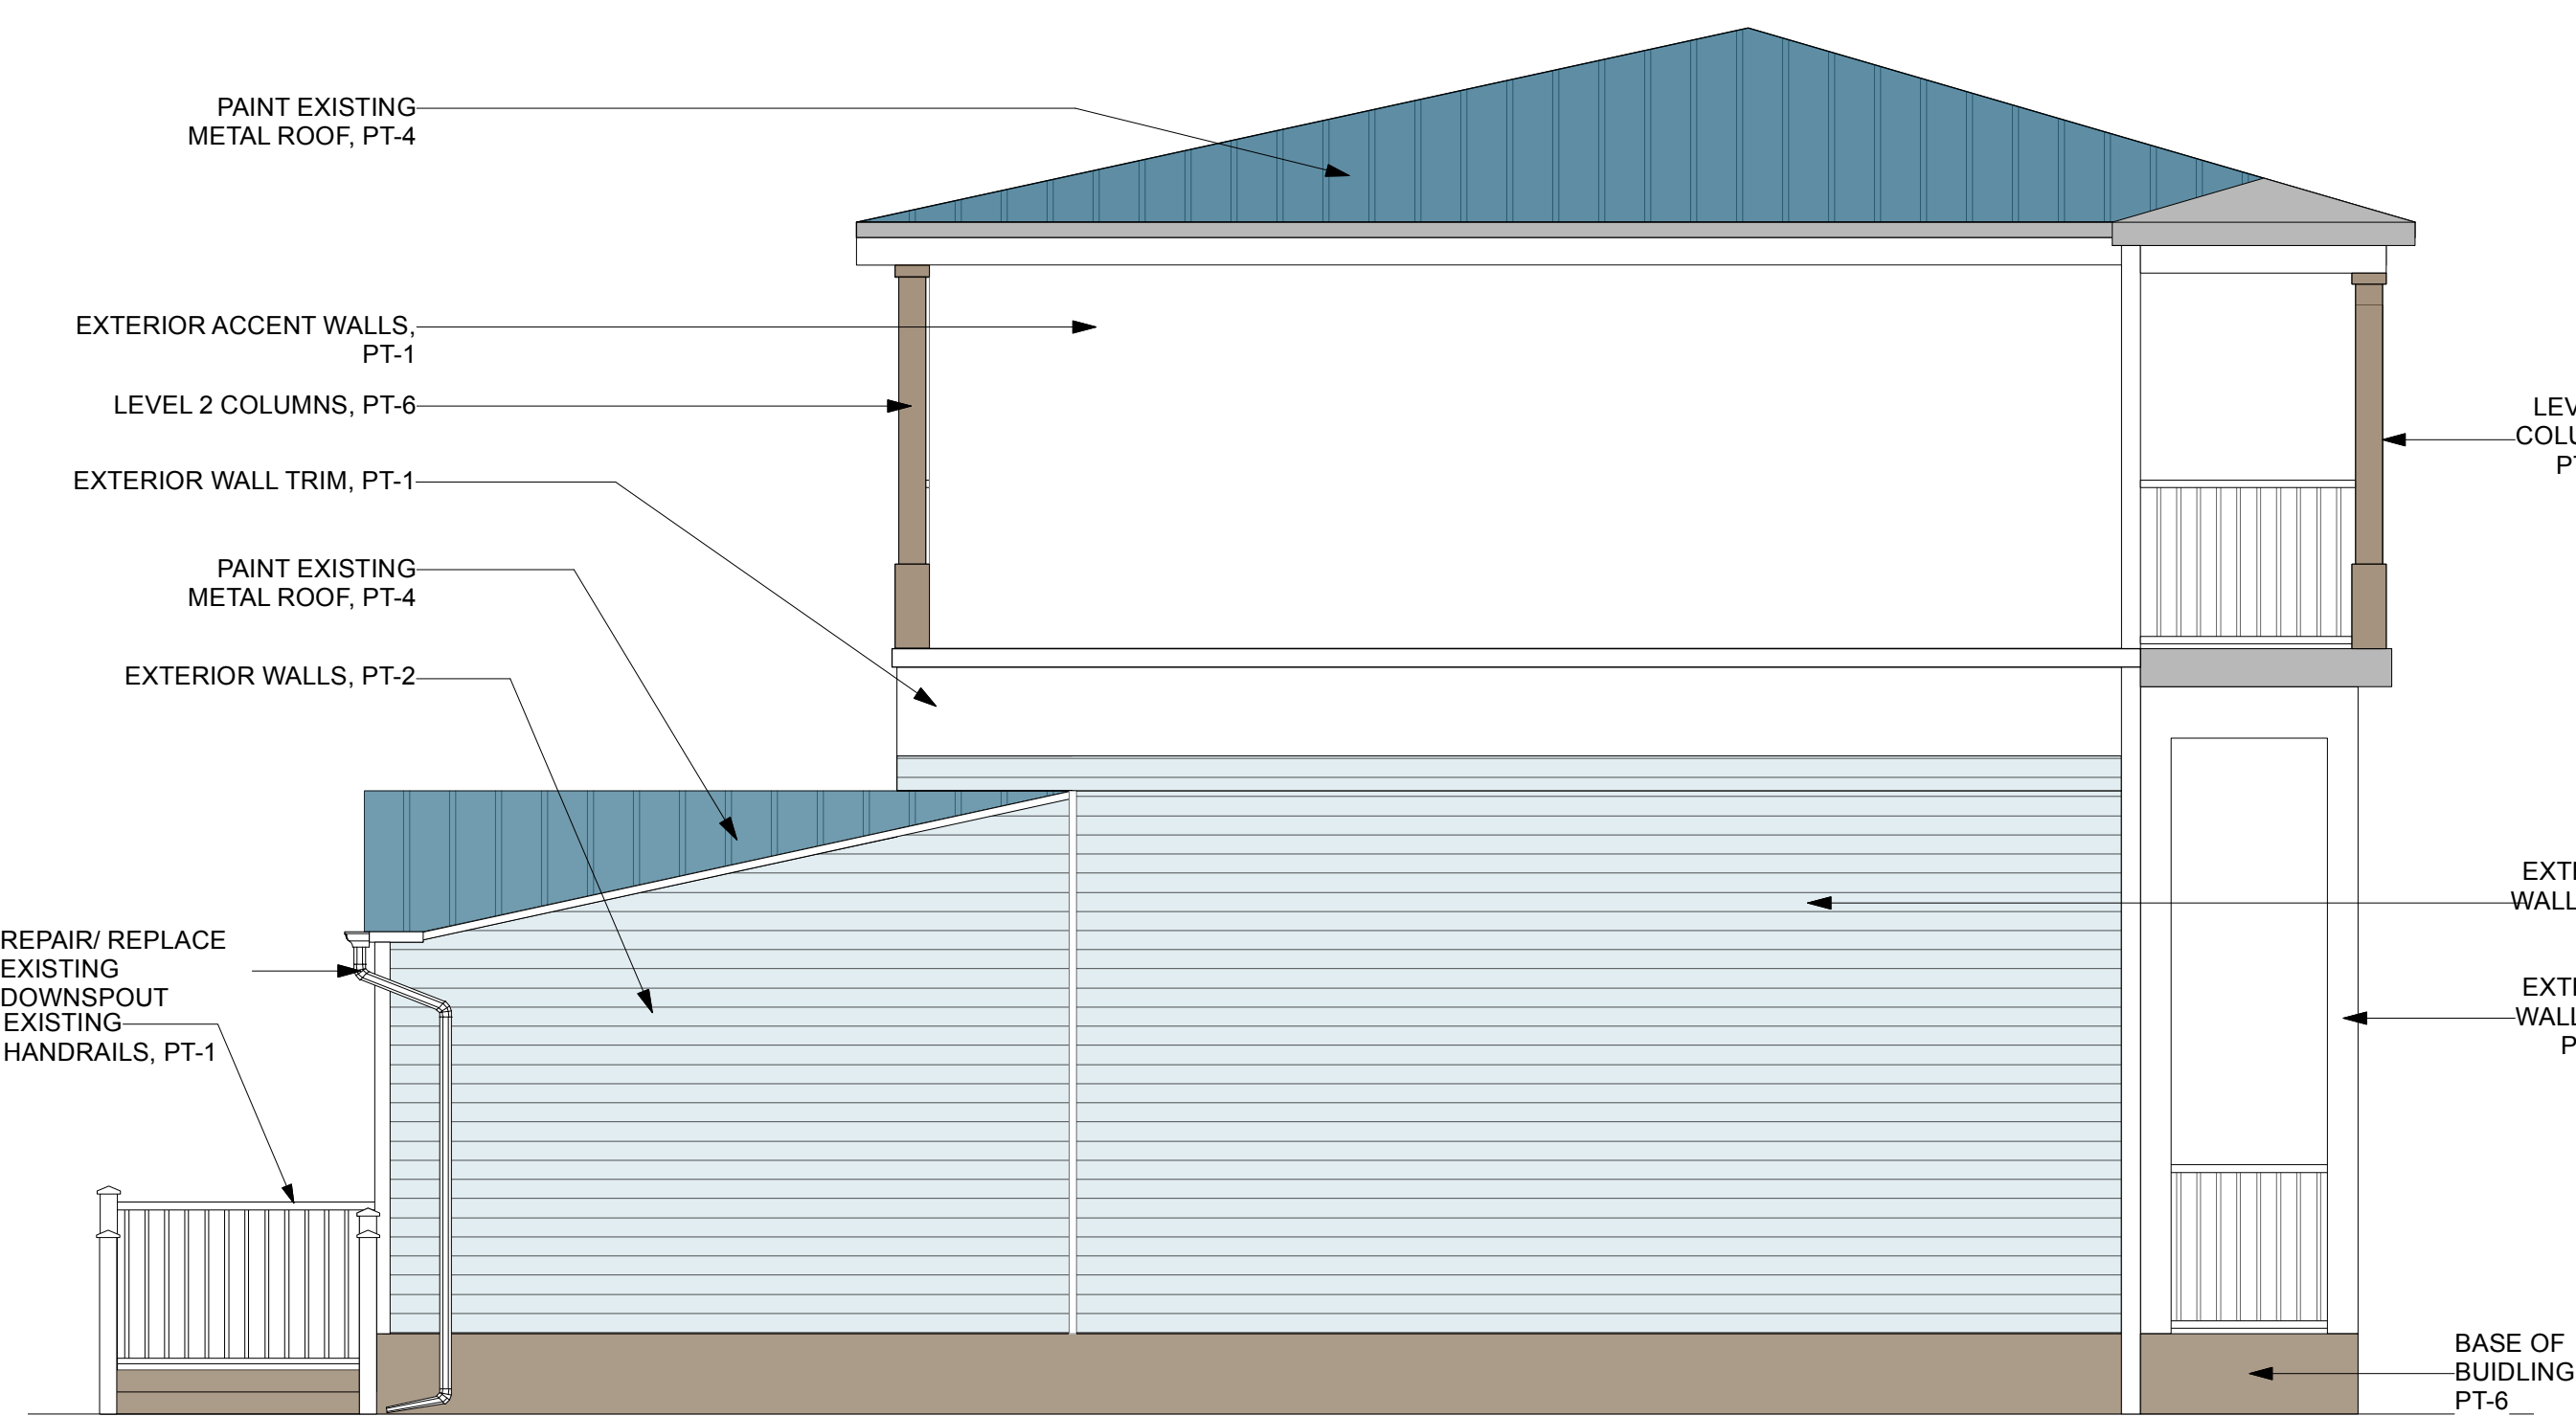 PAINT EXISTING
METAL ROOF, PT-4
EXTERIOR ACCENT WALLS,
PT-1
LEVEL 2 COLUMNS, PT-6
EXTERIOR WALL TRIM, PT-1
PAINT EXISTING
METAL ROOF, PT-4
EXTERIOR WALLS, PT-2
REPAIR/ REPLACE
EXISTING
DOWNSPOUT
EXISTING
HANDRAILS, PT-1
BASE OF
BUIDLING
PT-6